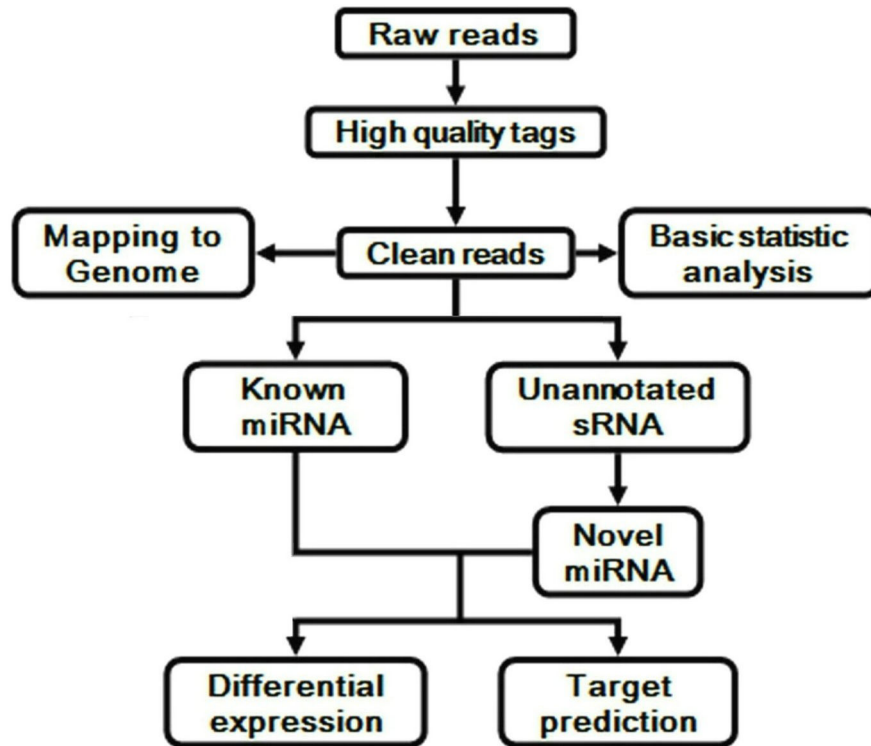 Raw reads
High quality tags
Mapping to
Genome
Clean reads
Basic statistic
analysis
Known
miRNA
Unannotated
sRNA
Novel
miRNA
Differential
expression
Target
prediction